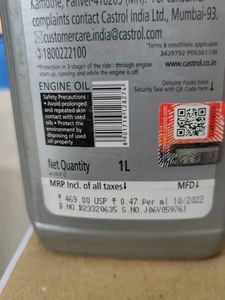 Kamothe, Panvel-410209 (MH). For consumer
complaints contact Castrol India Ltd., Mumbai-93.
customercare.india@castrol.com
1800222100
Applicable patents
3429792 PD63611IN
*Protection in 3 stages of the ride: through engine
start up, running and while the engine is off.
www.castrol.co.in
ENGINE OIL
Safety Precautions :
• Avoid prolonged
and repeated skin
contact with used
oils • Protect the
environment by
disposing of used
oil properly
Genuine Packs have
Security Seal with QR Code here
Net Quantity
1L
MRP Incl. of all taxes
MFD
₹ 469.00 USP ₹ 0.47 Per ml 10/2022
B NO.B23320635 S.NO.J06V059761